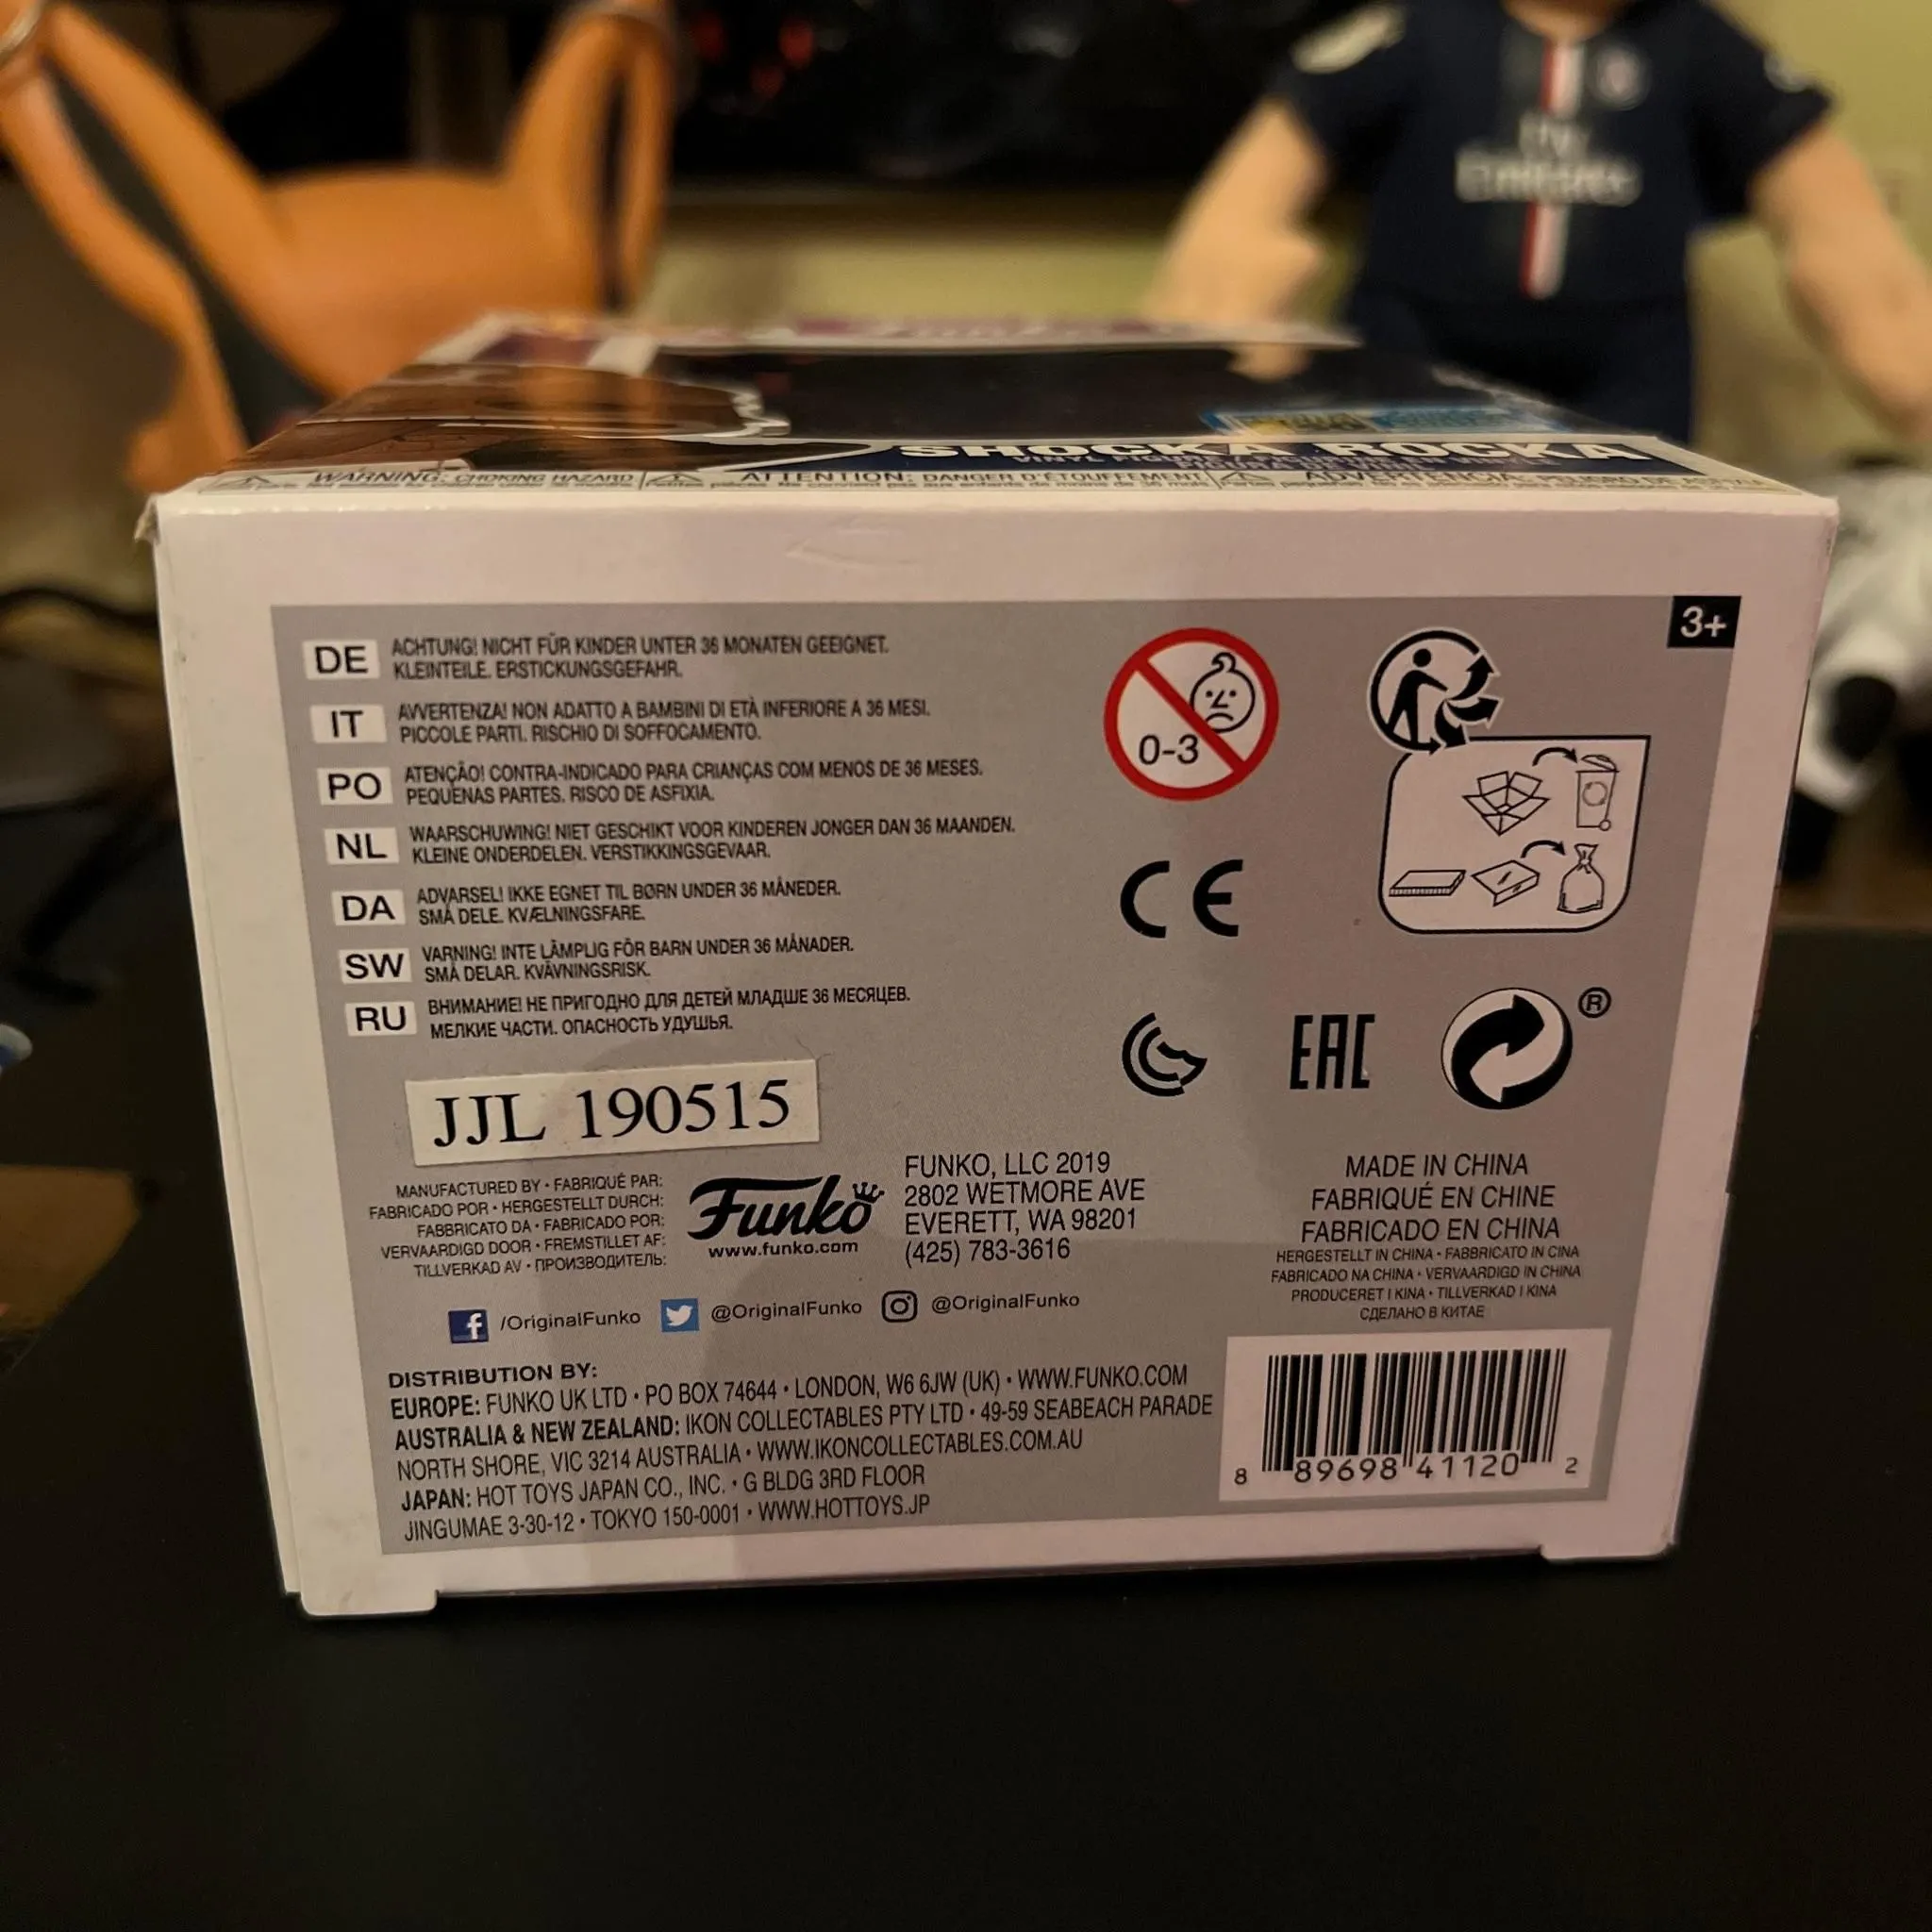 Fly
Emirates
SHOCKA ROCKA
WARNING: CHOKING HAZARD
ATTENTION: DANGER D'ÉTOUFFEMENT
ADVERTENCIA: PELIGRO DE ASFIXIA
3+
DE ACHTUNG! NICHT FÜR KINDER UNTER 36 MONATEN GEEIGNET.
KLEINTEILE. ERSTICKUNGSGEFAHR.
IT AVVERTENZA! NON ADATTO A BAMBINI DI ETÀ INFERIORE A 36 MESI.
PICCOLE PARTI. RISCHIO DI SOFFOCAMENTO.
PO ATENÇÃO! CONTRA-INDICADO PARA CRIANÇAS COM MENOS DE 36 MESES.
PEQUENAS PARTES. RISCO DE ASFIXIA.
NL WAARSCHUWING! NIET GESCHIKT VOOR KINDEREN JONGER DAN 36 MAANDEN.
KLEINE ONDERDELEN. VERSTIKKINGSGEVAAR.
DA ADVARSEL! IKKE EGNET TIL BØRN UNDER 36 MÅNEDER.
SMÅ DELE. KVÆLNINGSFARE.
SW VARNING! INTE LÄMPLIG FÖR BARN UNDER 36 MÅNADER.
SMÅ DELAR. KVÄVNINGSRISK.
RU ВНИМАНИЕ! НЕ ПРИГОДНО ДЛЯ ДЕТЕЙ МЛАДШЕ 36 МЕСЯЦЕВ.
МЕЛКИЕ ЧАСТИ. ОПАСНОСТЬ УДУШЬЯ.
0-3
CE
EAC
®
JJL 190515
MANUFACTURED BY • FABRIQUÉ PAR:
FABRICADO POR • HERGESTELLT DURCH:
FABBRICATO DA • FABRICADO POR:
VERVAARDIGD DOOR • FREMSTILLET AF:
TILLVERKAD AV • ПРОИЗВОДИТЕЛЬ:
Funko
www.funko.com
FUNKO, LLC 2019
2802 WETMORE AVE
EVERETT, WA 98201
(425) 783-3616
MADE IN CHINA
FABRIQUÉ EN CHINE
FABRICADO EN CHINA
HERGESTELLT IN CHINA • FABBRICATO IN CINA
FABRICADO NA CHINA • VERVAARDIGD IN CHINA
PRODUCERET I KINA • TILLVERKAD I KINA
СДЕЛАНО В КИТАЕ
f /OriginalFunko @OriginalFunko @OriginalFunko
DISTRIBUTION BY:
EUROPE: FUNKO UK LTD • PO BOX 74644 • LONDON, W6 6JW (UK) • WWW.FUNKO.COM
AUSTRALIA & NEW ZEALAND: IKON COLLECTABLES PTY LTD • 49-59 SEABEACH PARADE
NORTH SHORE, VIC 3214 AUSTRALIA • WWW.IKONCOLLECTABLES.COM.AU
JAPAN: HOT TOYS JAPAN CO., INC. • G BLDG 3RD FLOOR
JINGUMAE 3-30-12 • TOKYO 150-0001 • WWW.HOTTOYS.JP
8 89698 41120 2